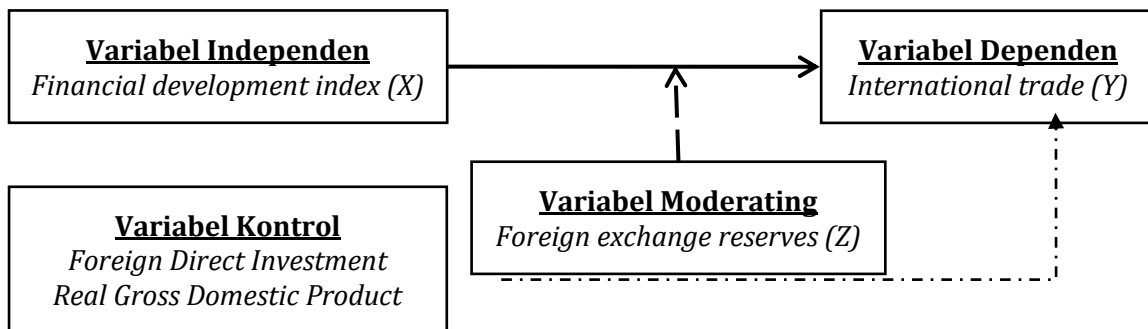 Variabel Independen
Financial development index (X)
Variabel Dependen
International trade (Y)
Variabel Moderating
Foreign exchange reserves (Z)
Variabel Kontrol
Foreign Direct Investment
Real Gross Domestic Product